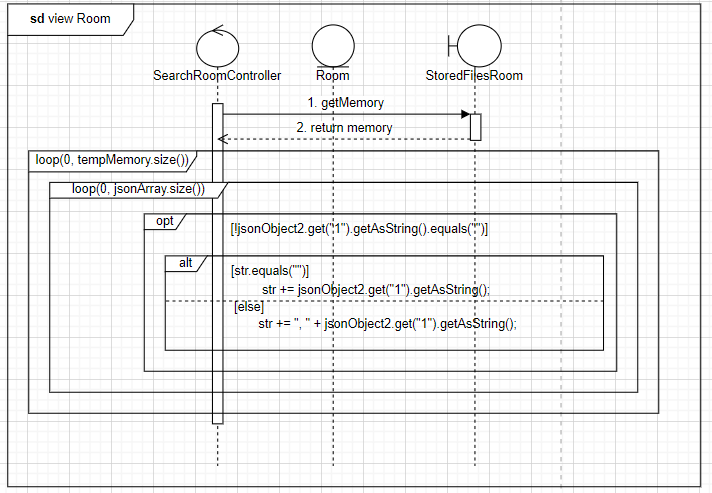 sd view Room
SearchRoomController
Room
StoredFilesRoom
1. getMemory
2. return memory
loop(0, tempMemory.size())
loop(0, jsonArray.size())
opt
[!jsonObject2.get("1").getAsString().equals("")]
alt
[str.equals("")]
str += jsonObject2.get("1").getAsString();
[else]
str += ", " + jsonObject2.get("1").getAsString();